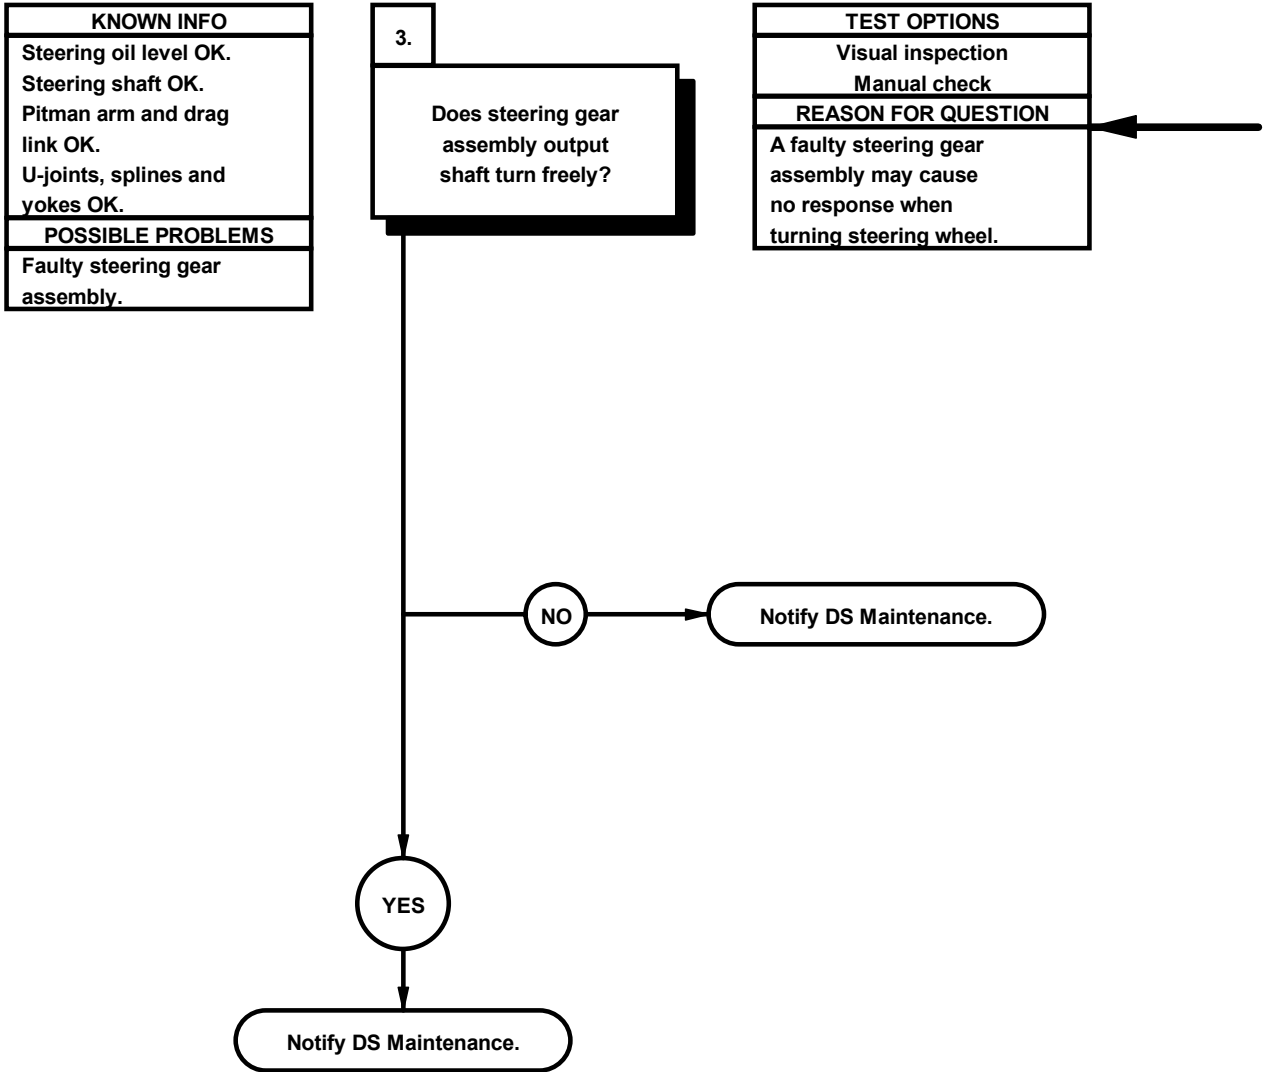 KNOWN INFO
Steering oil level OK.
Steering shaft OK.
Pitman arm and drag
link OK.
U-joints, splines and
yokes OK.
POSSIBLE PROBLEMS
Faulty steering gear
assembly.
3.
Does steering gear
assembly output
shaft turn freely?
TEST OPTIONS
Visual inspection
Manual check
REASON FOR QUESTION
A faulty steering gear
assembly may cause
no response when
turning steering wheel.
NO
Notify DS Maintenance.
YES
Notify DS Maintenance.